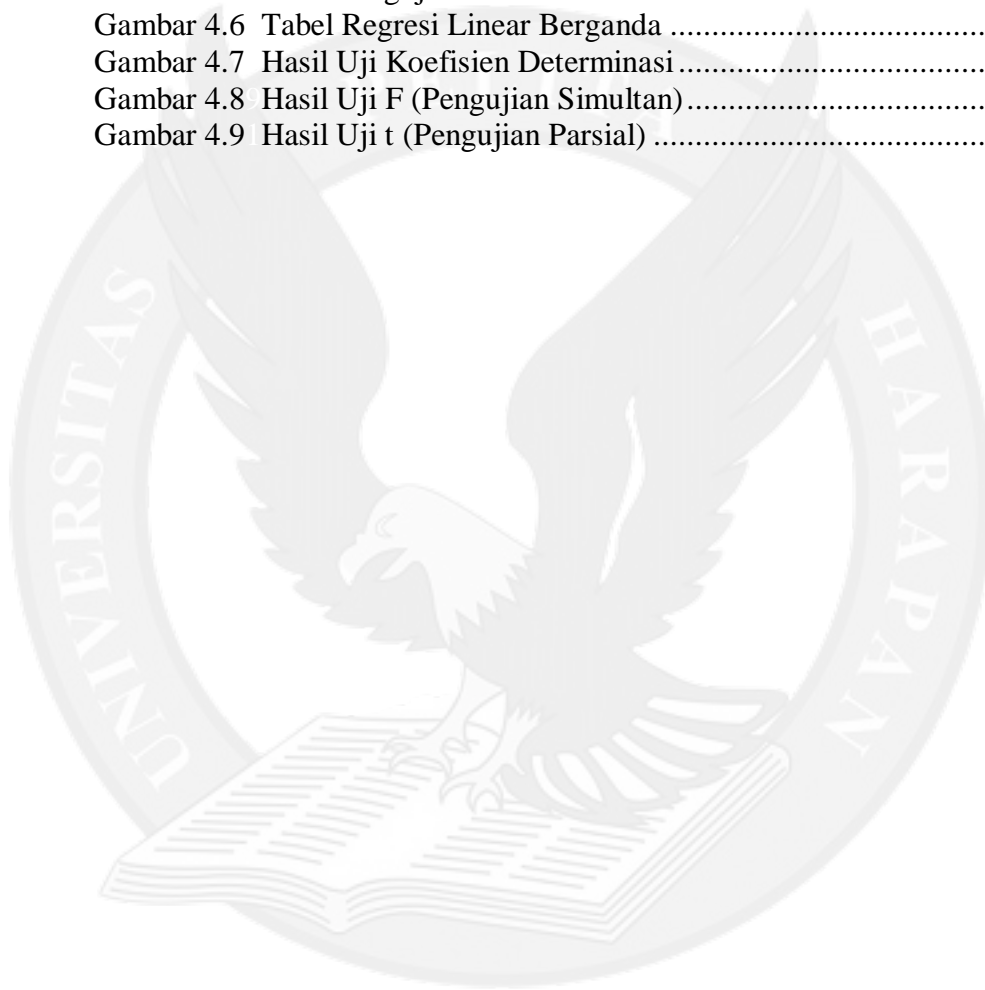 Gambar 4.6 Tabel Regresi Linear Berganda ....................................
Gambar 4.7 Hasil Uji Koefisien Determinasi ...................................
Gambar 4.8 Hasil Uji F (Pengujian Simultan) ..................................
Gambar 4.9 Hasil Uji t (Pengujian Parsial) .....................................
UNIVERSITAS
HARAPAN